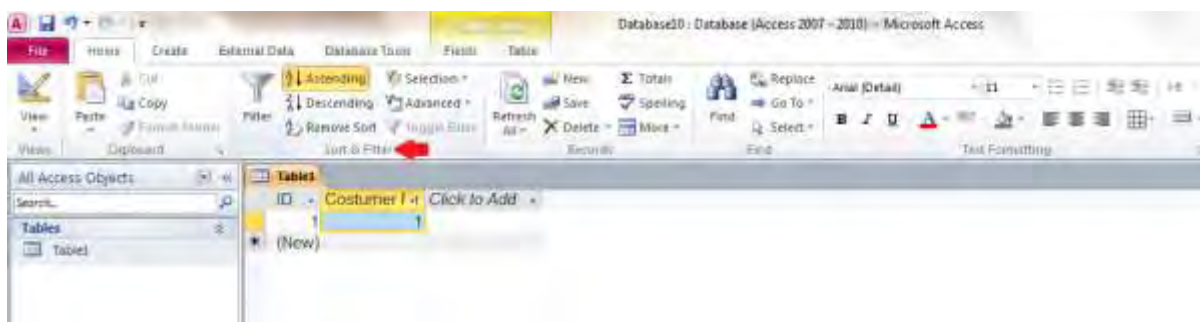 Database10 : Database (Access 2007 - 2010) - Microsoft Access
File Home Create External Data Database Tools Fields Table
Ascending Selection New Σ Totals Replace Arial (Detail) 11
View Paste Copy Filter Descending Advanced Refresh All Save Spelling Find Go To B I U A
Format Painter Remove Sort Toggle Filter Delete More Select
Views Clipboard Sort & Filter Records Find Text Formatting
All Access Objects Table1
Search... ID Costumer I Click to Add
Tables 1 1
Table1 * (New)